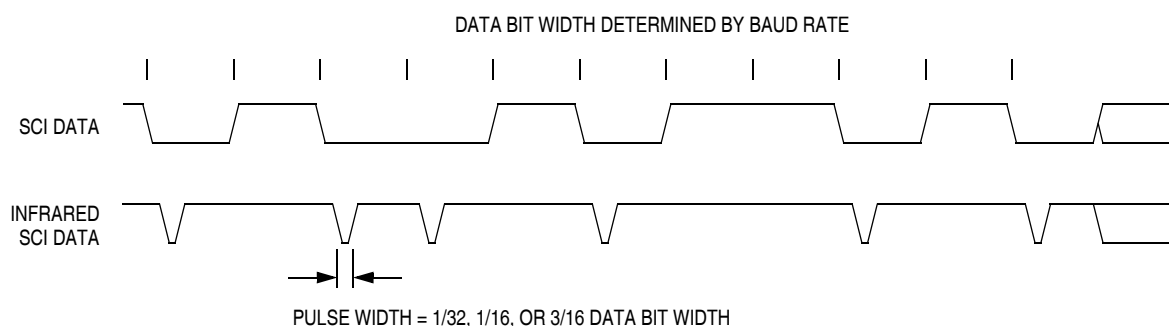 DATA BIT WIDTH DETERMINED BY BAUD RATE
SCI DATA
INFRARED
SCI DATA
PULSE WIDTH = 1/32, 1/16, OR 3/16 DATA BIT WIDTH